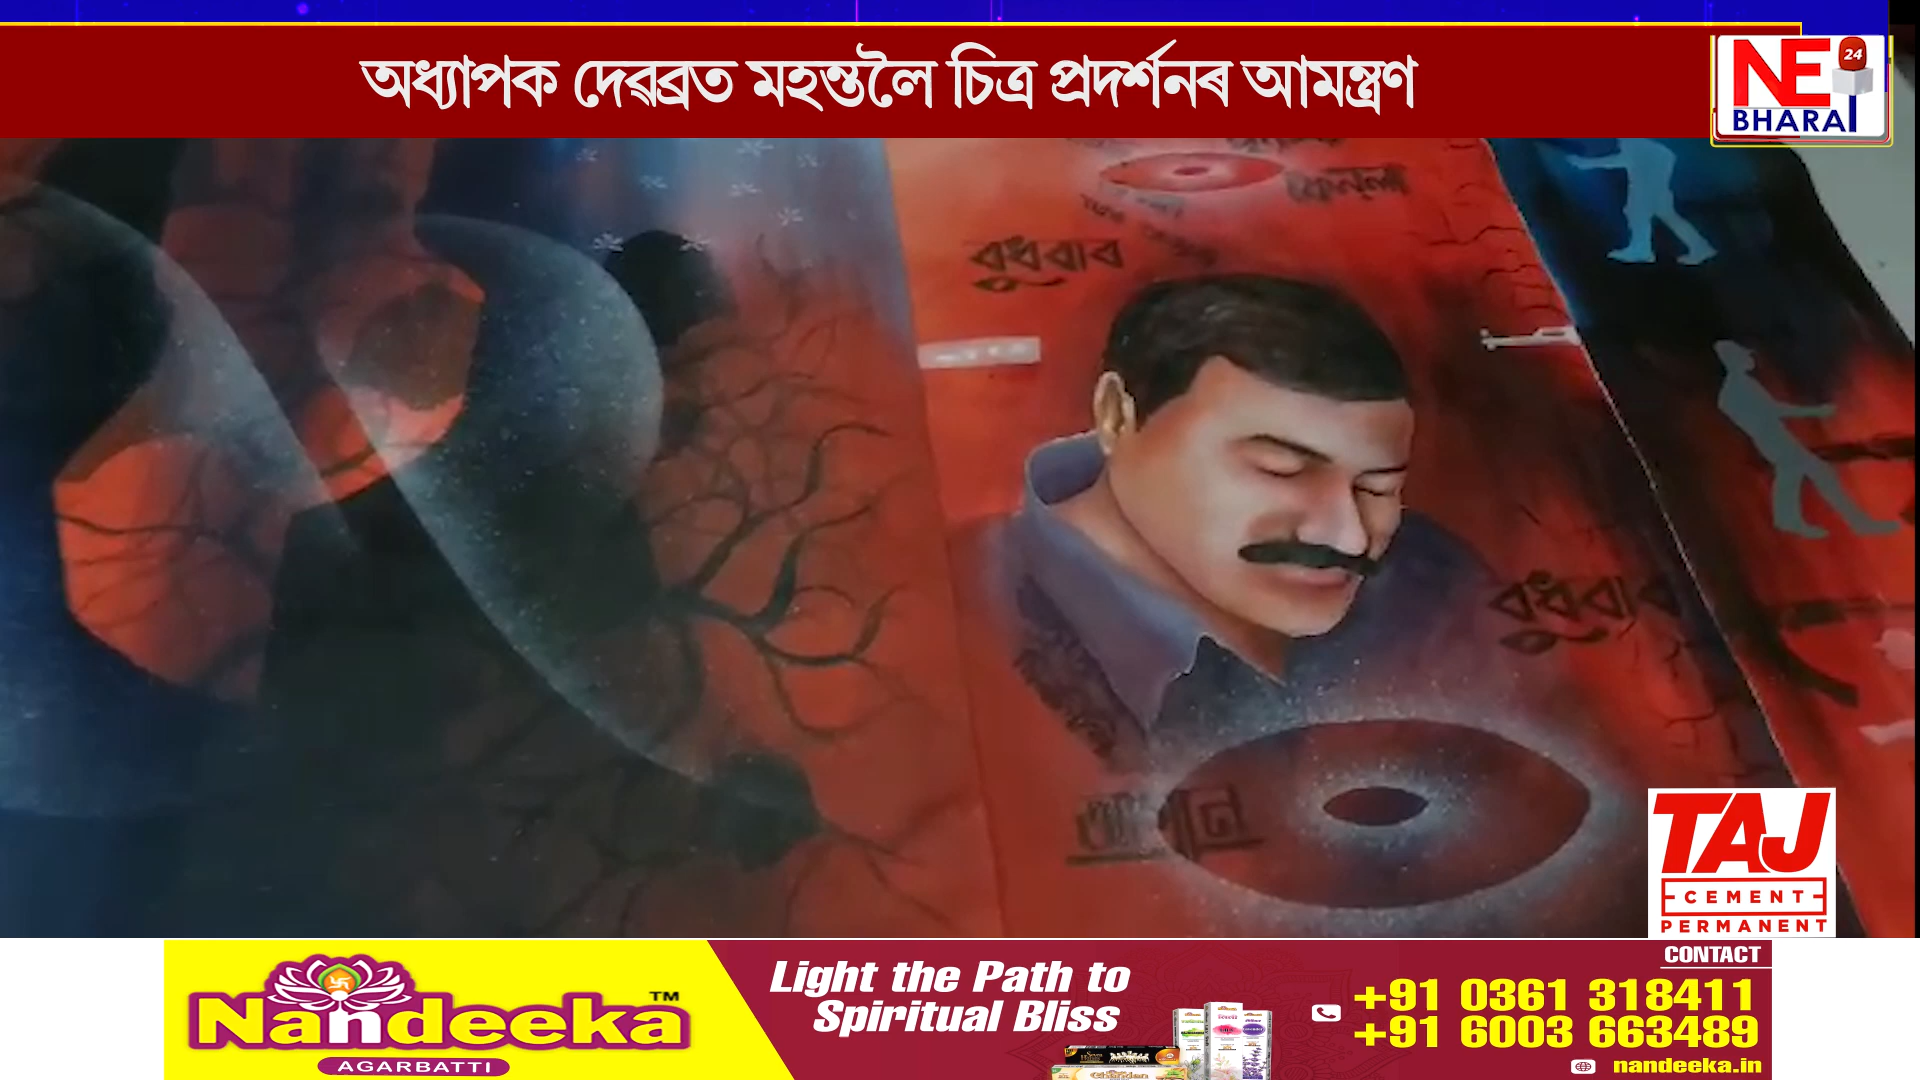 অধ্যাপক দেৱব্ৰত মহন্তলৈ চিত্ৰ প্ৰদৰ্শনৰ আমন্ত্ৰণ
NE 24
BHARAT
বুধবাৰ
বুধবাৰ
TAJ
CEMENT
PERMANENT
Nandeeka™
AGARBATTI
Light the Path to
Spiritual Bliss
CONTACT
+91 0361 318411
+91 6003 663489
nandeeka.in